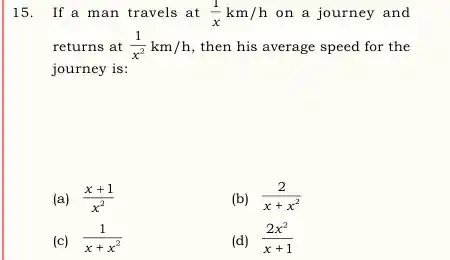 15. If a man travels at 1/x km/h on a journey and
returns at 1/x² km/h, then his average speed for the
journey is:
(a) x + 1/x² (b) 2/x + x²
(c) 1/x + x² (d) 2x²/x + 1